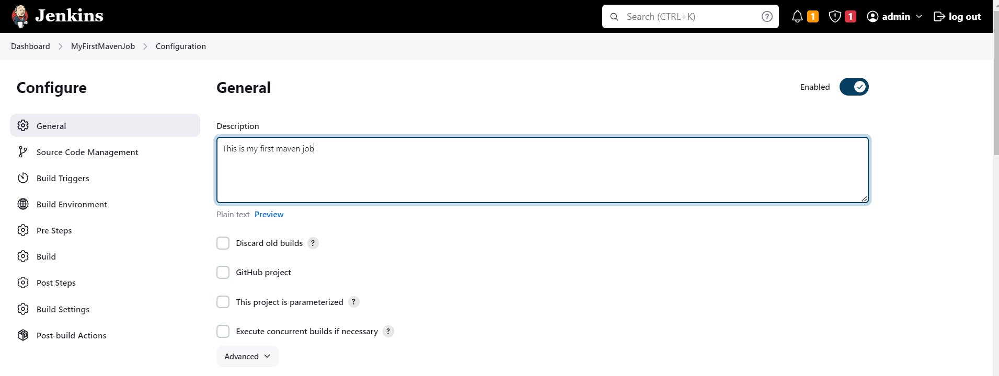 Jenkins
Search (CTRL+K)
?
1
1
admin
log out
Dashboard
MyFirstMavenJob
Configuration
Configure
General
Source Code Management
Build Triggers
Build Environment
Pre Steps
Build
Post Steps
Build Settings
Post-build Actions
General
Enabled
Description
This is my first maven job
Plain text Preview
Discard old builds ?
GitHub project
This project is parameterized ?
Execute concurrent builds if necessary ?
Advanced